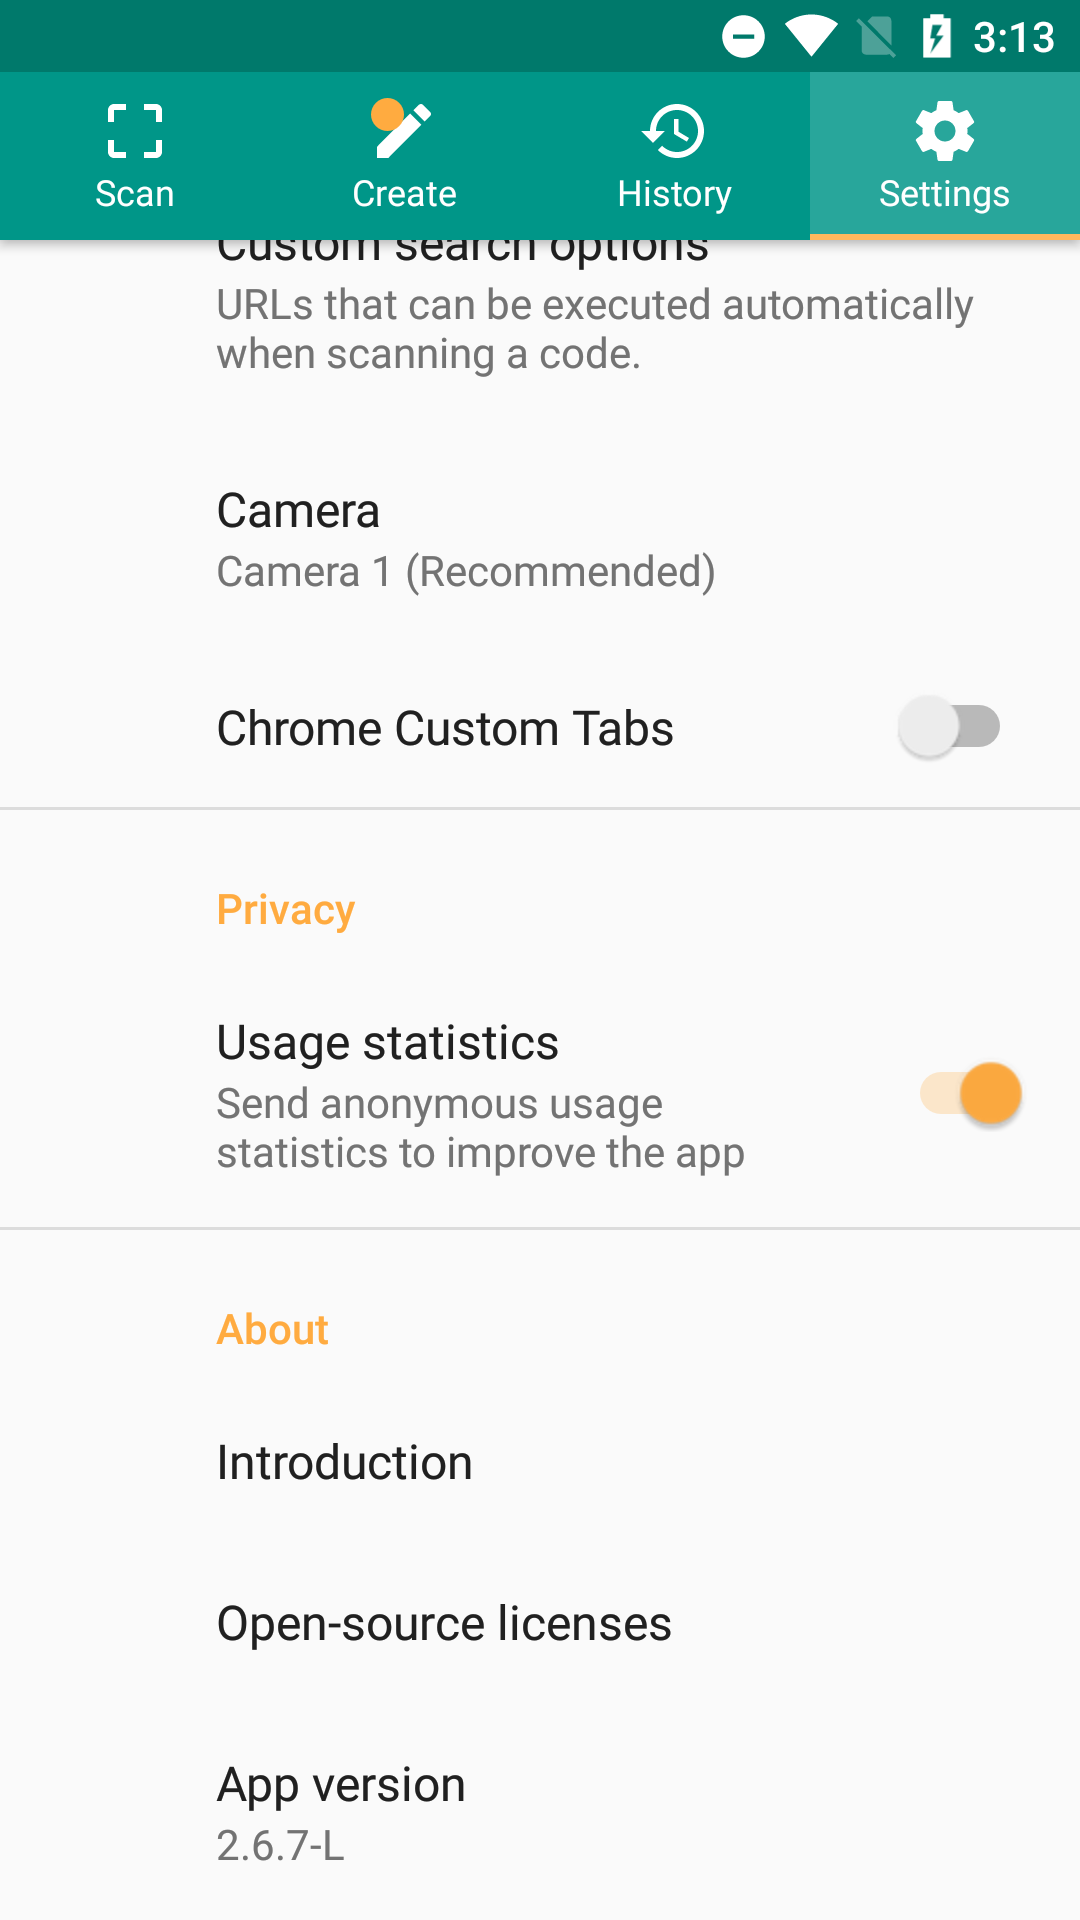 3:13
Scan
Create
History
Settings
Custom search options
URLs that can be executed automatically
when scanning a code.
Camera
Camera 1 (Recommended)
Chrome Custom Tabs
Privacy
Usage statistics
Send anonymous usage
statistics to improve the app
About
Introduction
Open-source licenses
App version
2.6.7-L